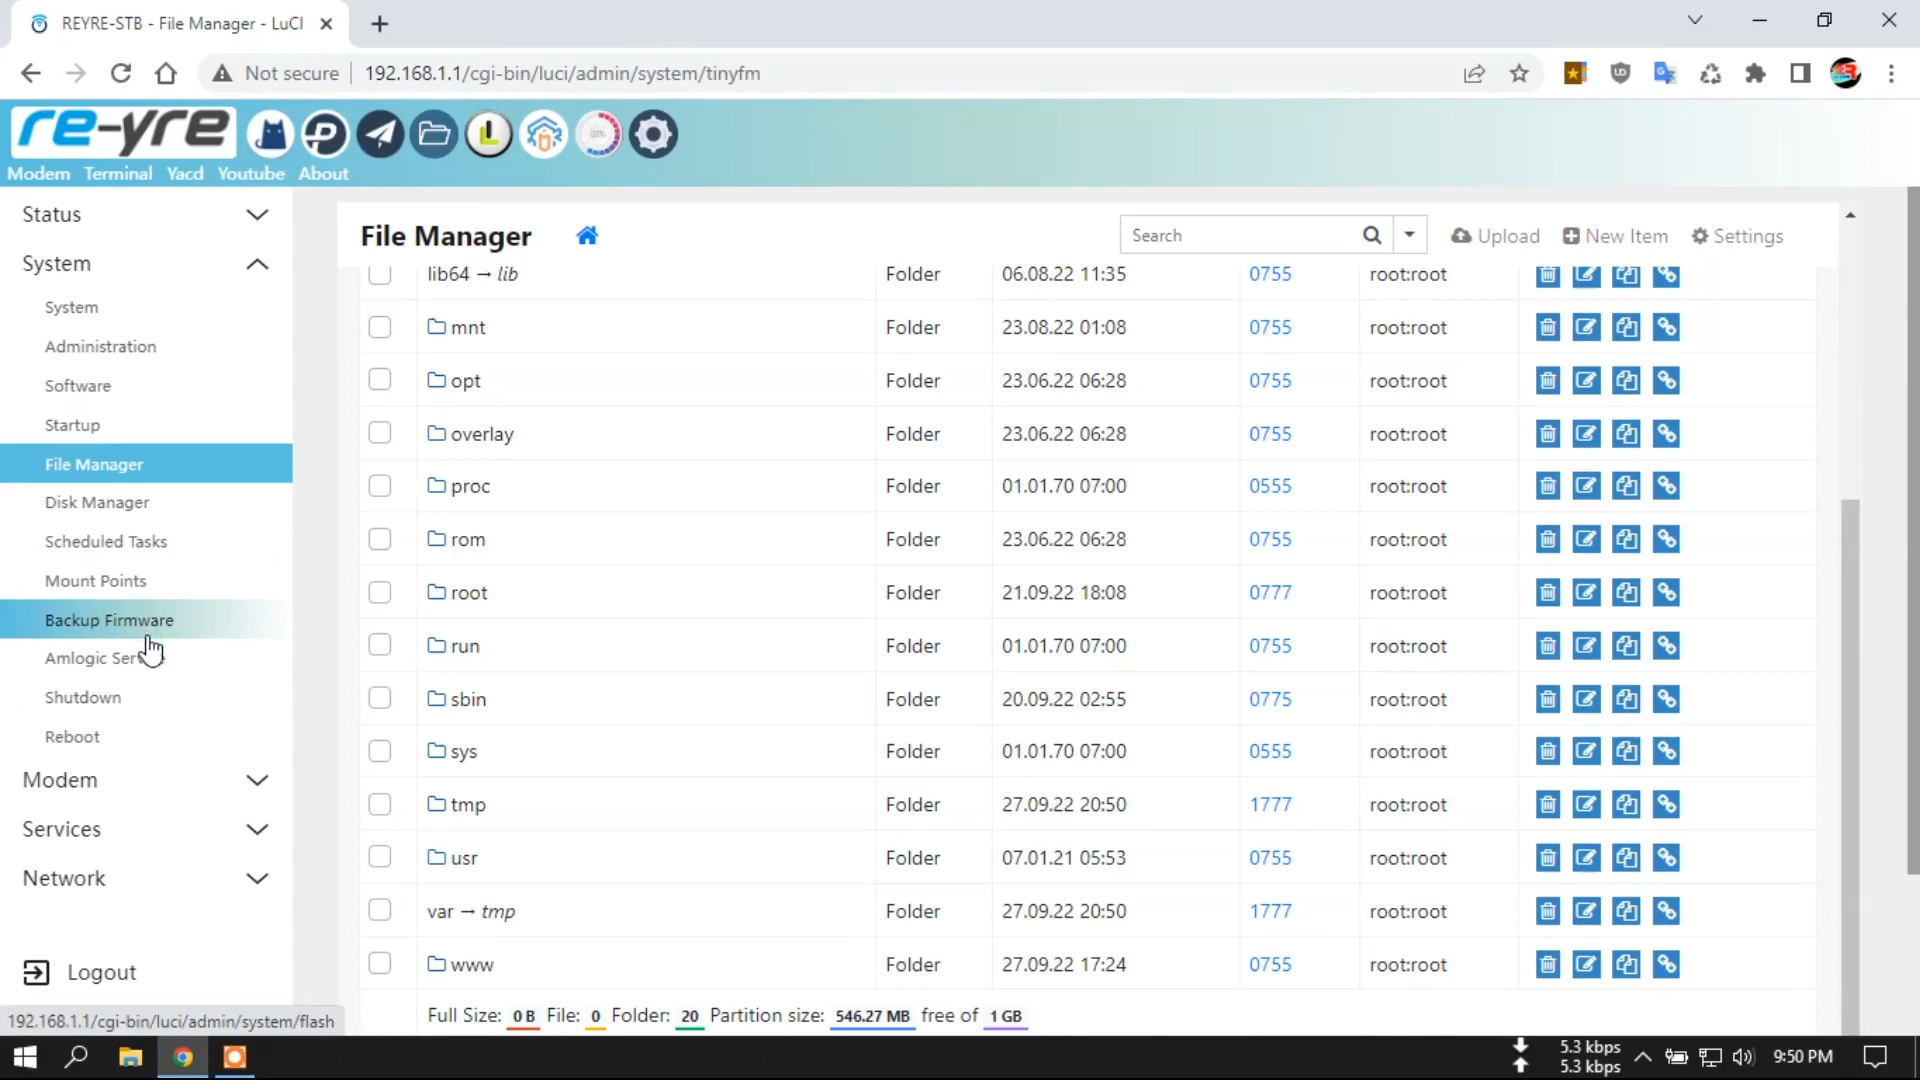 REYRE-STB - File Manager - LuCI
Not secure 192.168.1.1/cgi-bin/luci/admin/system/tinyfm
re-yre
Modem Terminal Yacd Youtube About
Status
System
System
Administration
Software
Startup
File Manager
Disk Manager
Scheduled Tasks
Mount Points
Backup Firmware
Amlogic Ser
Shutdown
Reboot
Modem
Services
Network
Logout
192.168.1.1/cgi-bin/luci/admin/system/flash
File Manager Search Upload New Item Settings
lib64 → lib Folder 06.08.22 11:35 0755 root:root
mnt Folder 23.08.22 01:08 0755 root:root
opt Folder 23.06.22 06:28 0755 root:root
overlay Folder 23.06.22 06:28 0755 root:root
proc Folder 01.01.70 07:00 0555 root:root
rom Folder 23.06.22 06:28 0755 root:root
root Folder 21.09.22 18:08 0777 root:root
run Folder 01.01.70 07:00 0755 root:root
sbin Folder 20.09.22 02:55 0775 root:root
sys Folder 01.01.70 07:00 0555 root:root
tmp Folder 27.09.22 20:50 1777 root:root
usr Folder 07.01.21 05:53 0755 root:root
var → tmp Folder 27.09.22 20:50 1777 root:root
www Folder 27.09.22 17:24 0755 root:root
Full Size: 0 B File: 0 Folder: 20 Partition size: 546.27 MB free of 1 GB
5.3 kbps
5.3 kbps
9:50 PM